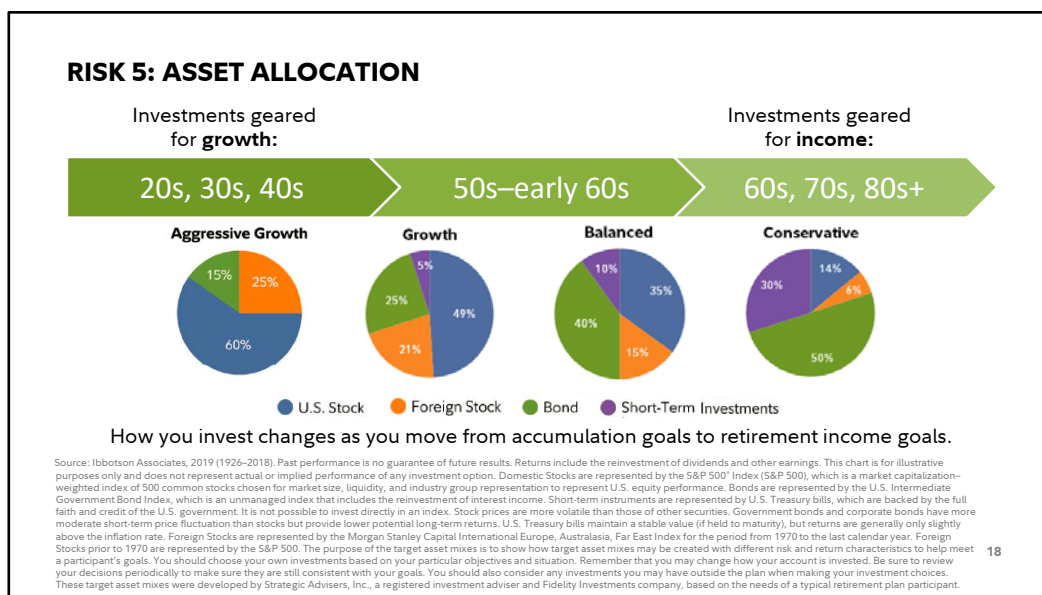 RISK 5: ASSET ALLOCATION
Investments geared
for growth:
Investments geared
for income:
20s, 30s, 40s
50s–early 60s
60s, 70s, 80s+
Aggressive Growth
Growth
Balanced
Conservative
15%
25%
60%
5%
25%
49%
21%
10%
35%
40%
15%
14%
30%
6%
50%
U.S. Stock
Foreign Stock
Bond
Short-Term Investments
How you invest changes as you move from accumulation goals to retirement income goals.
Source: Ibbotson Associates, 2019 (1926–2018). Past performance is no guarantee of future results. Returns include the reinvestment of dividends and other earnings. This chart is for illustrative
purposes only and does not represent actual or implied performance of any investment option. Domestic Stocks are represented by the S&P 500® Index (S&P 500), which is a market capitalization–
weighted index of 500 common stocks chosen for market size, liquidity, and industry group representation to represent U.S. equity performance. Bonds are represented by the U.S. Intermediate
Government Bond Index, which is an unmanaged index that includes the reinvestment of interest income. Short-term instruments are represented by U.S. Treasury bills, which are backed by the full
faith and credit of the U.S. government. It is not possible to invest directly in an index. Stock prices are more volatile than those of other securities. Government bonds and corporate bonds have more
moderate short-term price fluctuation than stocks but provide lower potential long-term returns. U.S. Treasury bills maintain a stable value (if held to maturity), but returns are generally only slightly
above the inflation rate. Foreign Stocks are represented by the Morgan Stanley Capital International Europe, Australasia, Far East Index for the period from 1970 to the last calendar year. Foreign
Stocks prior to 1970 are represented by the S&P 500. The purpose of the target asset mixes is to show how target asset mixes may be created with different risk and return characteristics to help meet
a participant's goals. You should choose your own investments based on your particular objectives and situation. Remember that you may change how your account is invested. Be sure to review
your decisions periodically to make sure they are still consistent with your goals. You should also consider any investments you may have outside the plan when making your investment choices.
These target asset mixes were developed by Strategic Advisers, Inc., a registered investment adviser and Fidelity Investments company, based on the needs of a typical retirement plan participant.
18